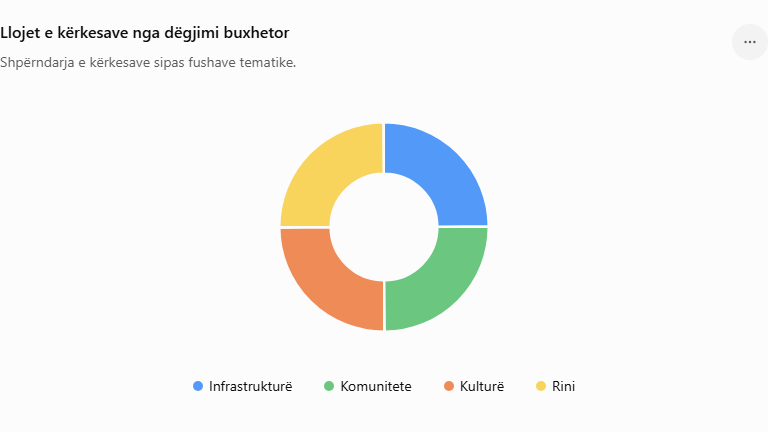 Llojet e kërkesave nga dëgjimi buxhetor
Shpërndarja e kërkesave sipas fushave tematike.
Infrastrukturë Komunitete Kulturë Rini